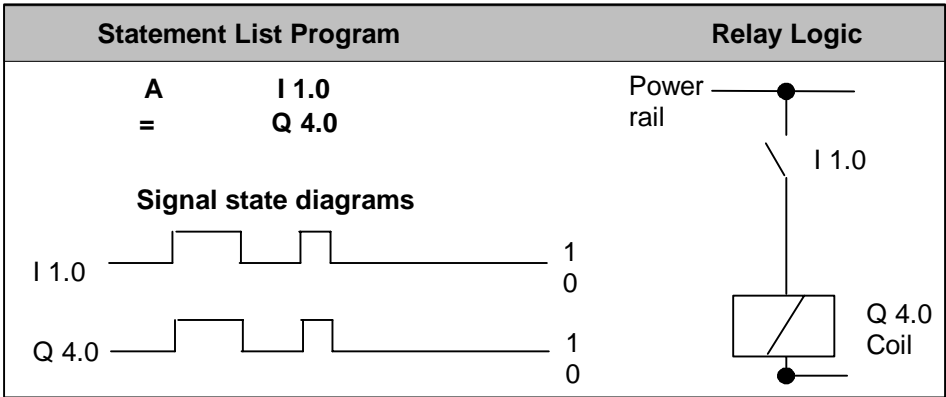 Statement List Program
Relay Logic
A I 1.0
= Q 4.0
Signal state diagrams
I 1.0
1
0
Q 4.0
1
0
Power
rail
I 1.0
Q 4.0
Coil